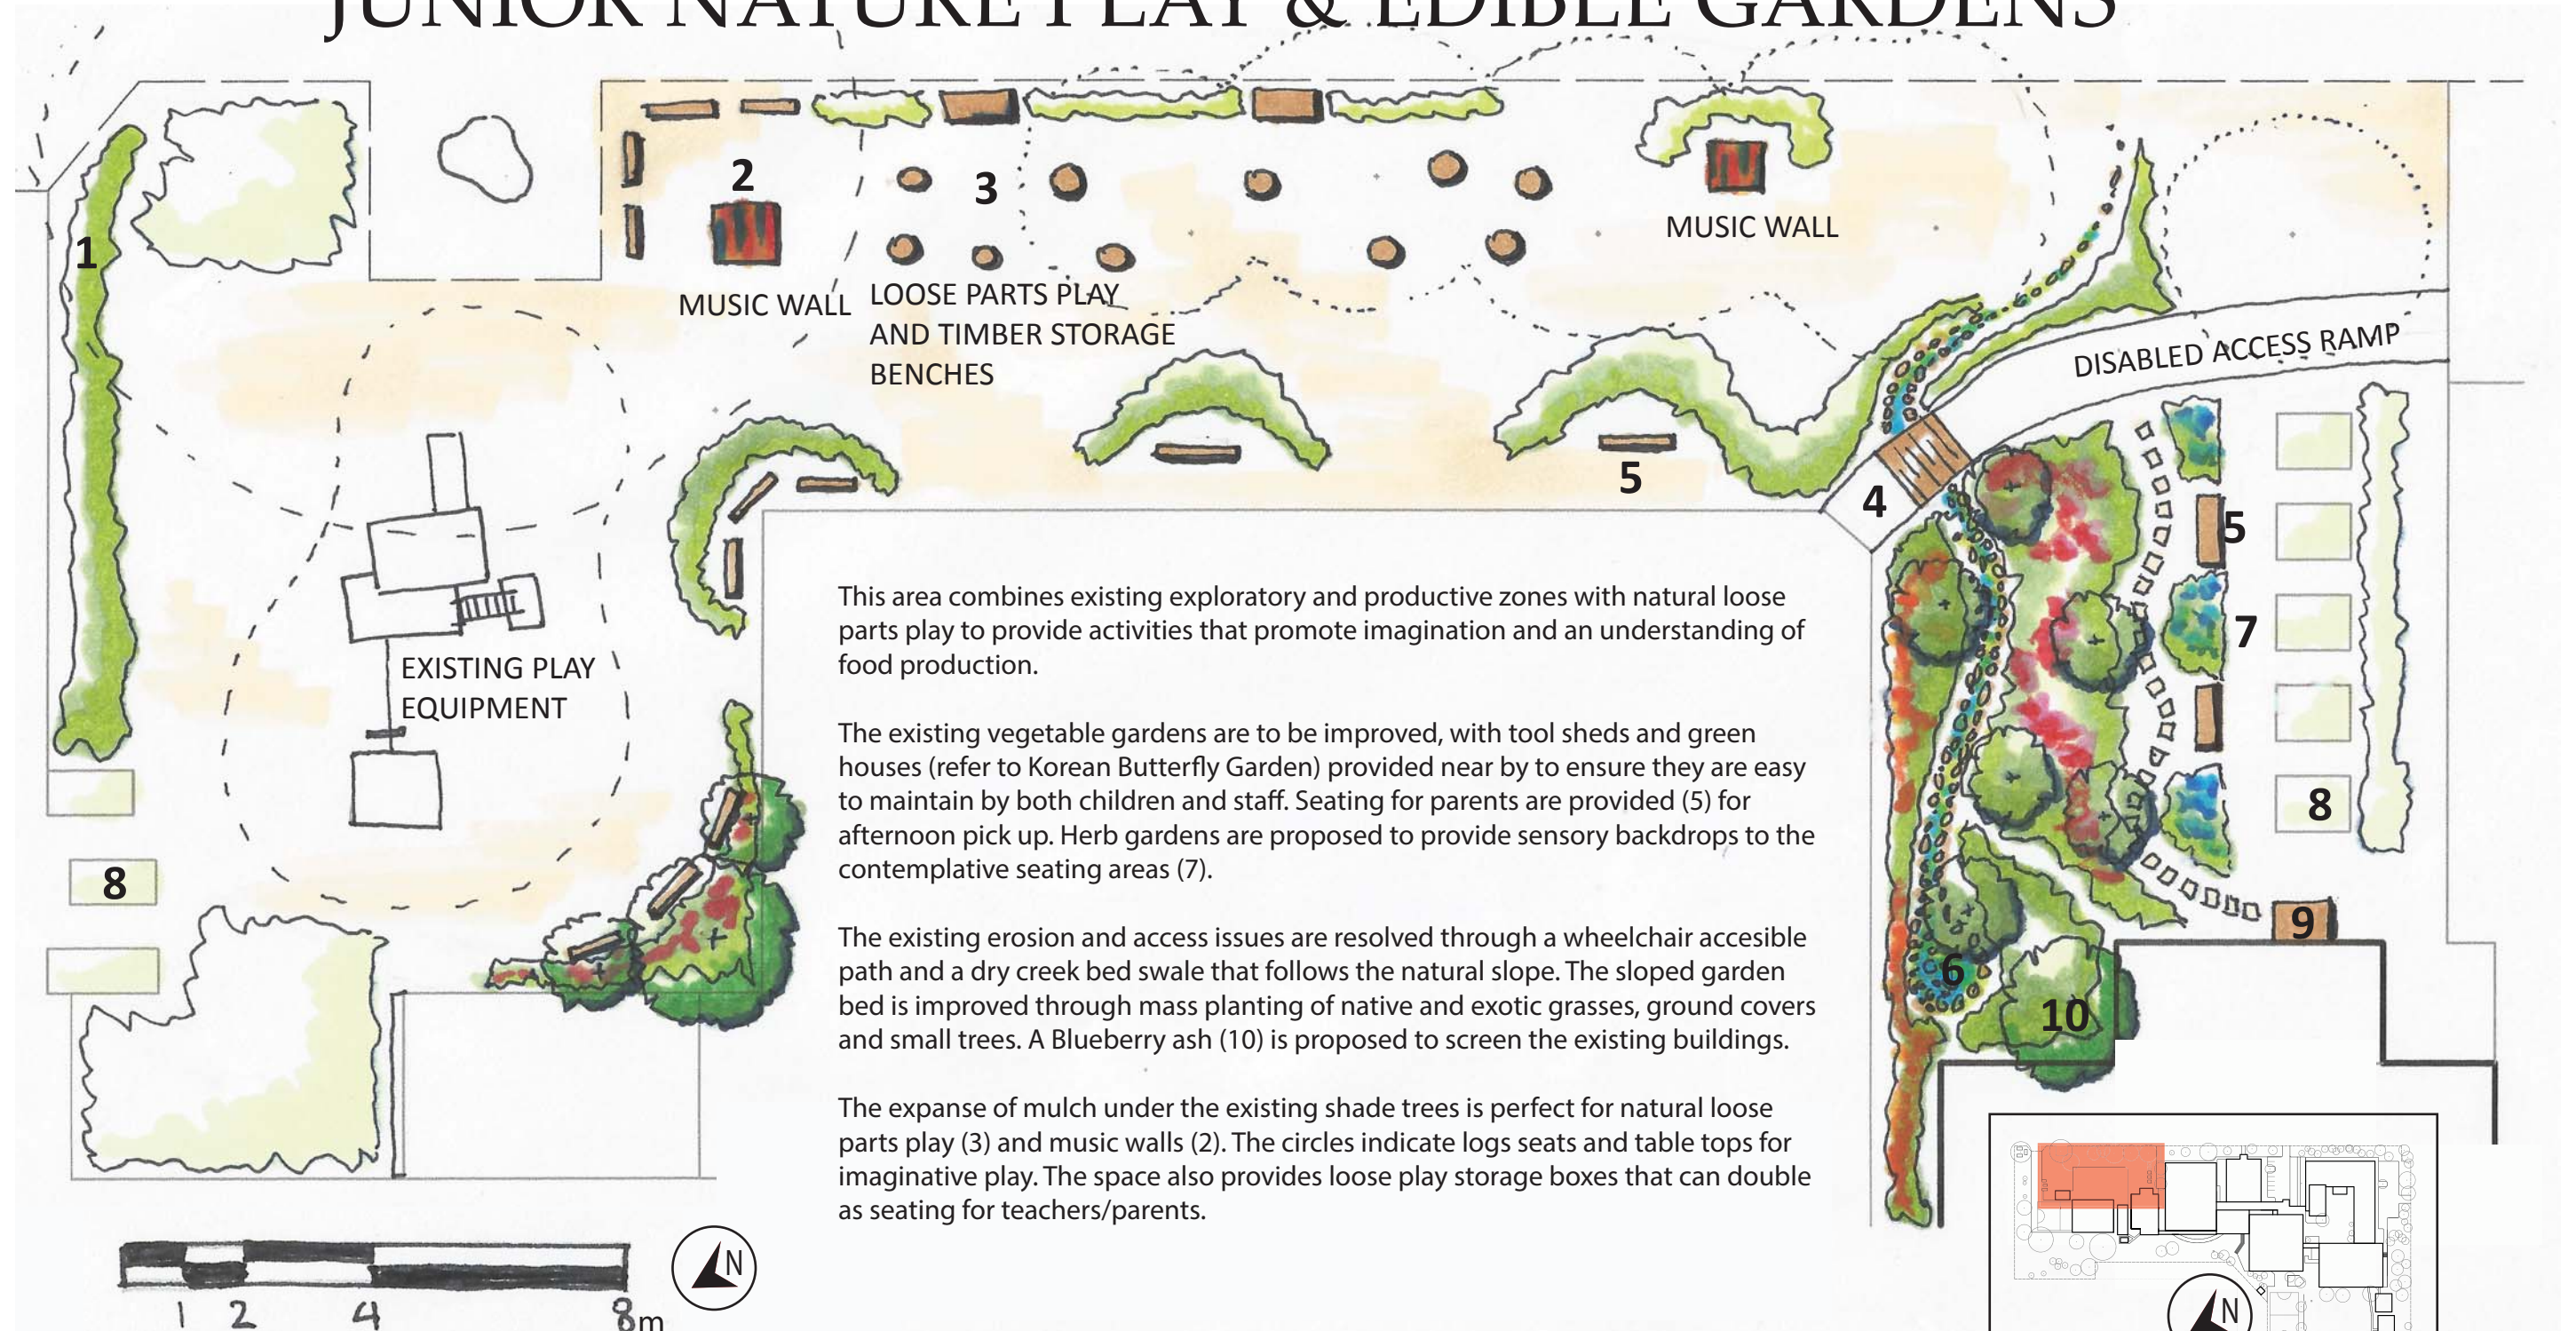 JUNIOR NATURE PLAY & EDIBLE GARDENS
1
2
3
MUSIC WALL
MUSIC WALL
LOOSE PARTS PLAY
AND TIMBER STORAGE
BENCHES
DISABLED ACCESS RAMP
5
4
5
7
8
EXISTING PLAY
EQUIPMENT
8
9
6
10
This area combines existing exploratory and productive zones with natural loose
parts play to provide activities that promote imagination and an understanding of
food production.
The existing vegetable gardens are to be improved, with tool sheds and green
houses (refer to Korean Butterfly Garden) provided near by to ensure they are easy
to maintain by both children and staff. Seating for parents are provided (5) for
afternoon pick up. Herb gardens are proposed to provide sensory backdrops to the
contemplative seating areas (7).
The existing erosion and access issues are resolved through a wheelchair accesible
path and a dry creek bed swale that follows the natural slope. The sloped garden
bed is improved through mass planting of native and exotic grasses, ground covers
and small trees. A Blueberry ash (10) is proposed to screen the existing buildings.
The expanse of mulch under the existing shade trees is perfect for natural loose
parts play (3) and music walls (2). The circles indicate logs seats and table tops for
imaginative play. The space also provides loose play storage boxes that can double
as seating for teachers/parents.
N
1 2 4 8m
N